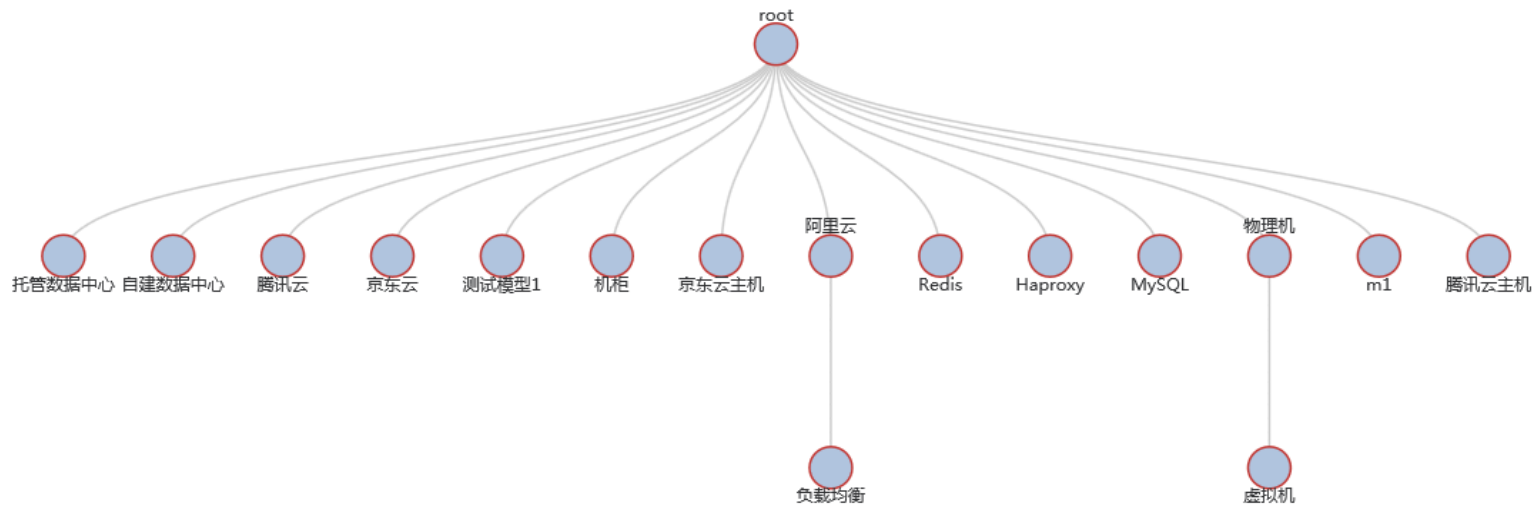 root
阿里云
物理机
托管数据中心
自建数据中心
腾讯云
京东云
测试模型1
机柜
京东云主机
Redis
Haproxy
MySQL
m1
腾讯云主机
负载均衡
虚拟机